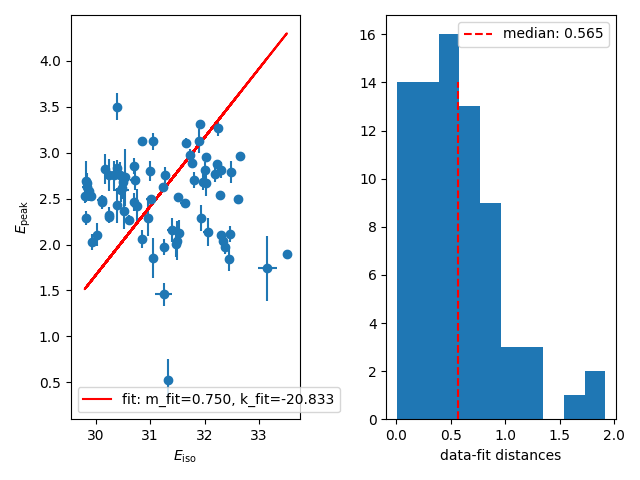 4.5
4.0
3.5
3.0
2.5
2.0
1.5
1.0
0.5
E_peak
fit: m_fit=0.750, k_fit=-20.833
30 31 32 33
E_iso
median: 0.565
16
14
12
10
8
6
4
2
0
0.0 0.5 1.0 1.5 2.0
data-fit distances